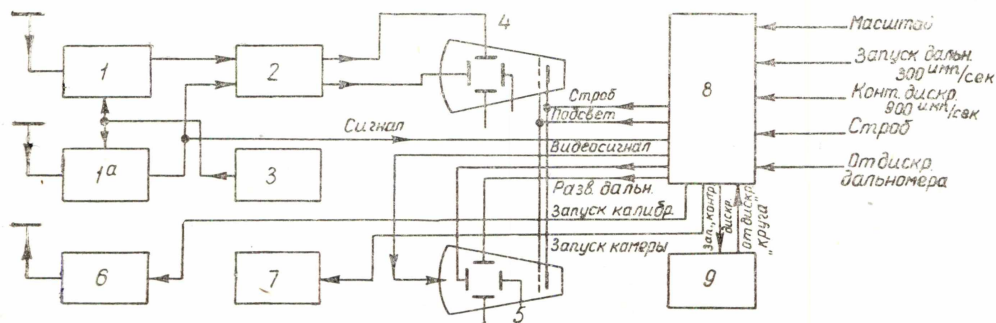 4
Масштаб
1
2
Запуск дальн.
300 имп/сек
8
Строб
Конт. дискр.
900 имп/сек
Подсвет
Сигнал
Строб
Видеосигнал
1а
3
От дискр.
дальномера
Разв. дальн.
Запуск калибр.
Зап. контр.
дискр.
От дискр.
"круга"
Запуск камеры
6
7
9
5